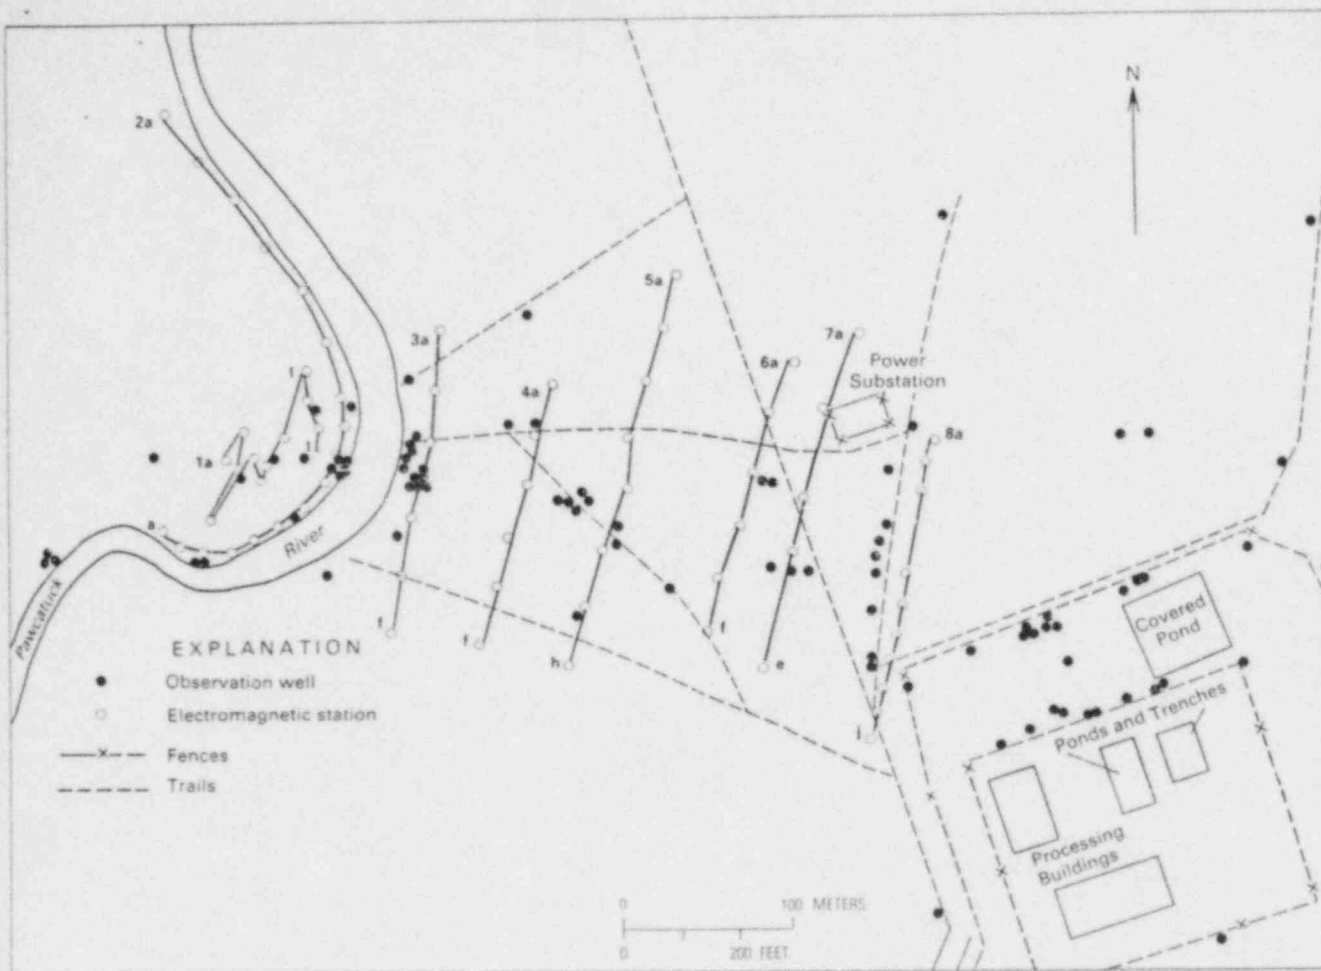 N
2a
5a
3a
7a
6a
Power
Substation
1
4a
8a
1a
1
a
River
Pawcatuck
f
f
h
f
e
j
Covered
Pond
Ponds and Trenches
Processing
Buildings
EXPLANATION
Observation well
Electromagnetic station
Fences
Trails
0 100 METERS
0 200 FEET